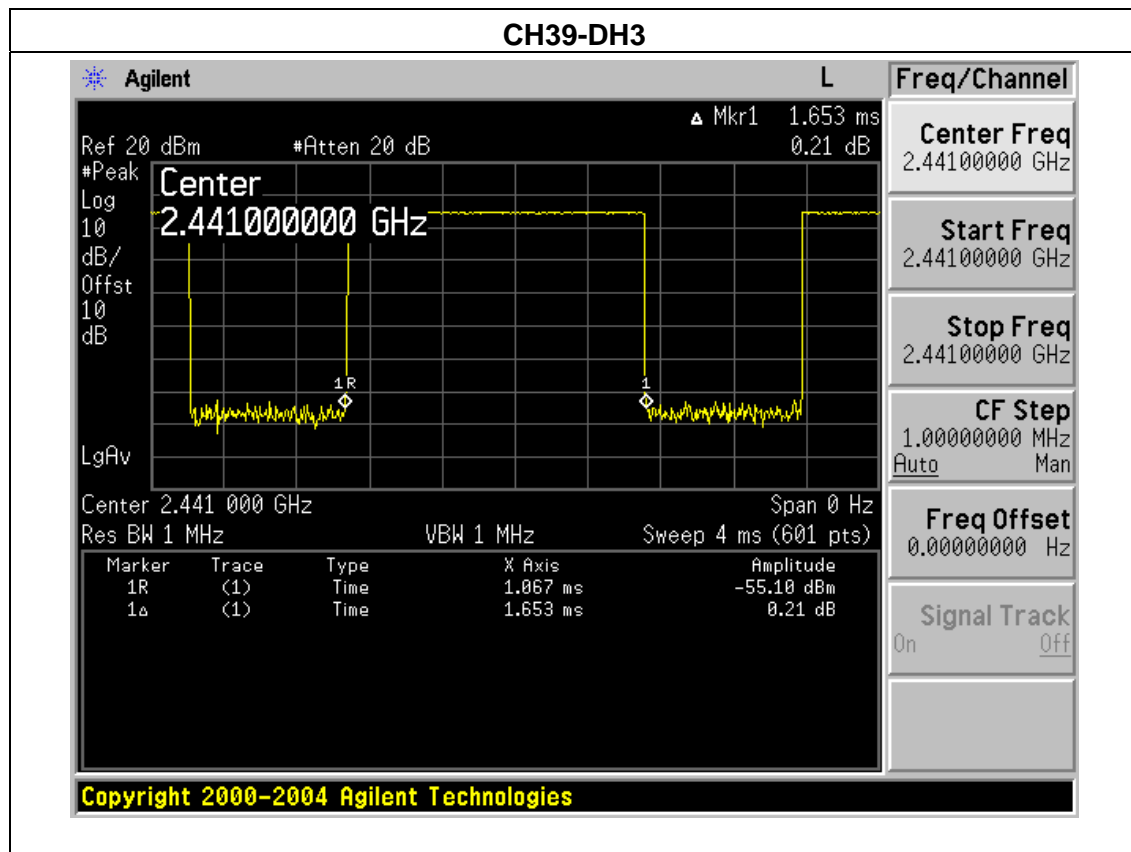 CH39-DH3
Agilent L Freq/Channel
Δ Mkr1 1.653 ms
Ref 20 dBm #Atten 20 dB 0.21 dB
#Peak
Log
10
dB/
Offst
10
dB
LgAv
Center
2.441000000 GHz
1R
1
Center 2.441 000 GHz Span 0 Hz
Res BW 1 MHz VBW 1 MHz Sweep 4 ms (601 pts)
Marker Trace Type X Axis Amplitude
1R (1) Time 1.067 ms -55.10 dBm
1Δ (1) Time 1.653 ms 0.21 dB
Center Freq
2.44100000 GHz
Start Freq
2.44100000 GHz
Stop Freq
2.44100000 GHz
CF Step
1.00000000 MHz
Auto Man
Freq Offset
0.00000000 Hz
Signal Track
On Off
Copyright 2000-2004 Agilent Technologies